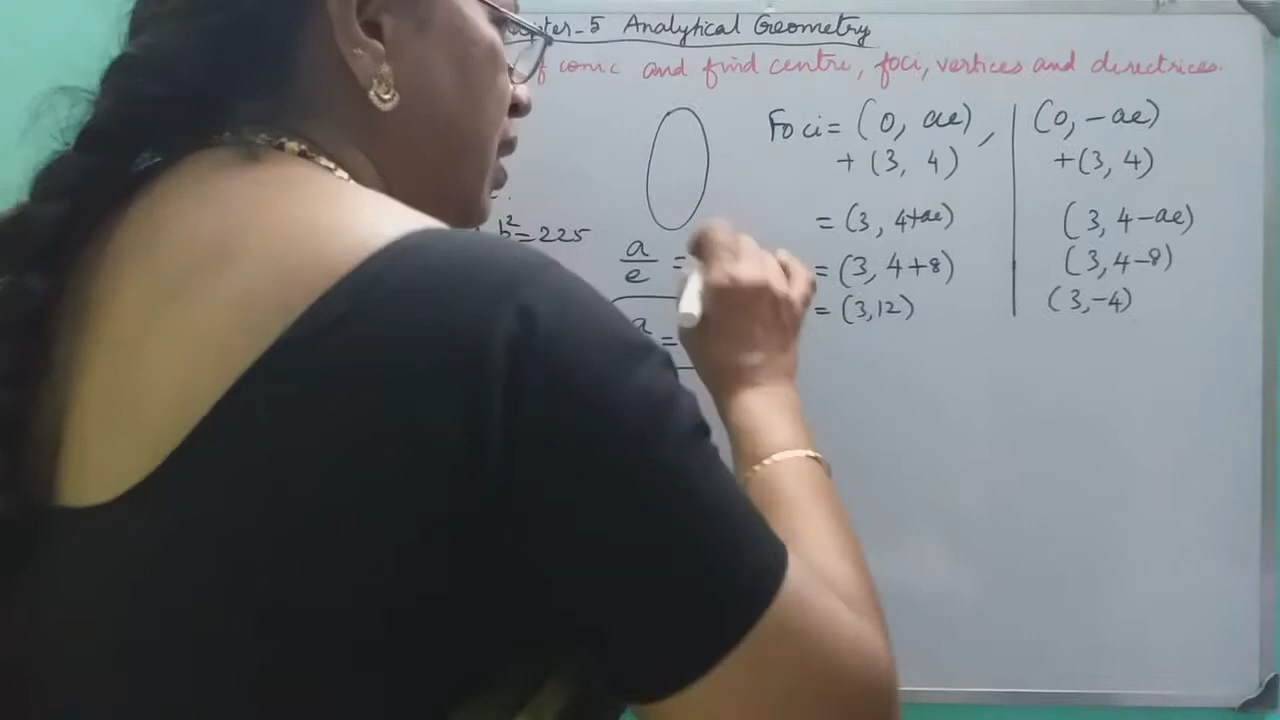 -5 Analytical Geometry
conic and find centre, foci, vertices and directrices.
Foci = (0, ae), (0, -ae)
+ (3, 4) +(3, 4)
b²=225
= (3, 4+ae) (3, 4-ae)
a/e =
= (3, 4+8) (3, 4-8)
= (3,12) (3,-4)
a =